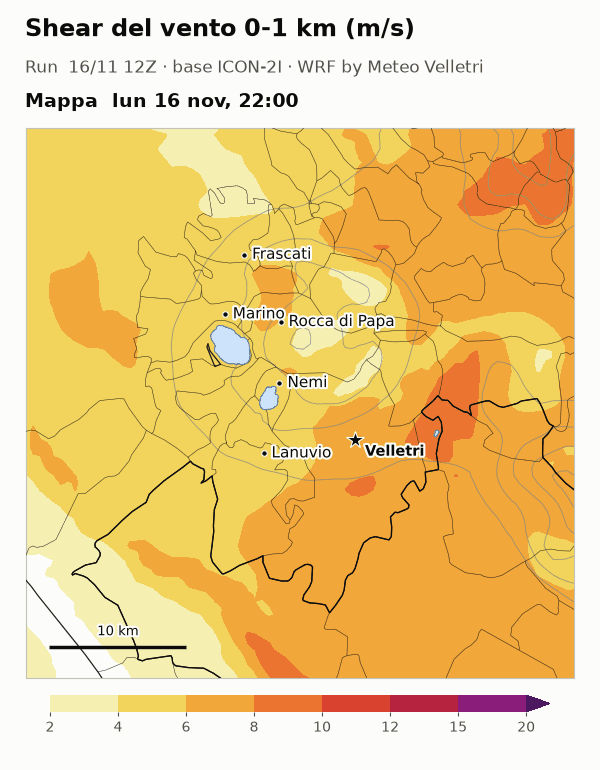 Shear del vento 0-1 km (m/s)
Run  16/11 12Z · base ICON-2I · WRF by Meteo Velletri
Mappa  lun 16 nov, 22:00
Frascati
Marino
Rocca di Papa
Nemi
Velletri
Lanuvio
10 km
2 4 6 8 10 12 15 20